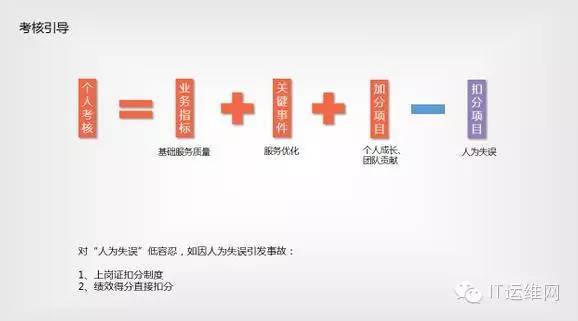 考核引导
个人考核
业务指标
关键事件
加分项目
扣分项目
基础服务质量
服务优化
个人成长、
团队贡献
人为失误
对“人为失误”低容忍，如因人为失误引发事故：
1、上岗证扣分制度
2、绩效得分直接扣分
IT运维网